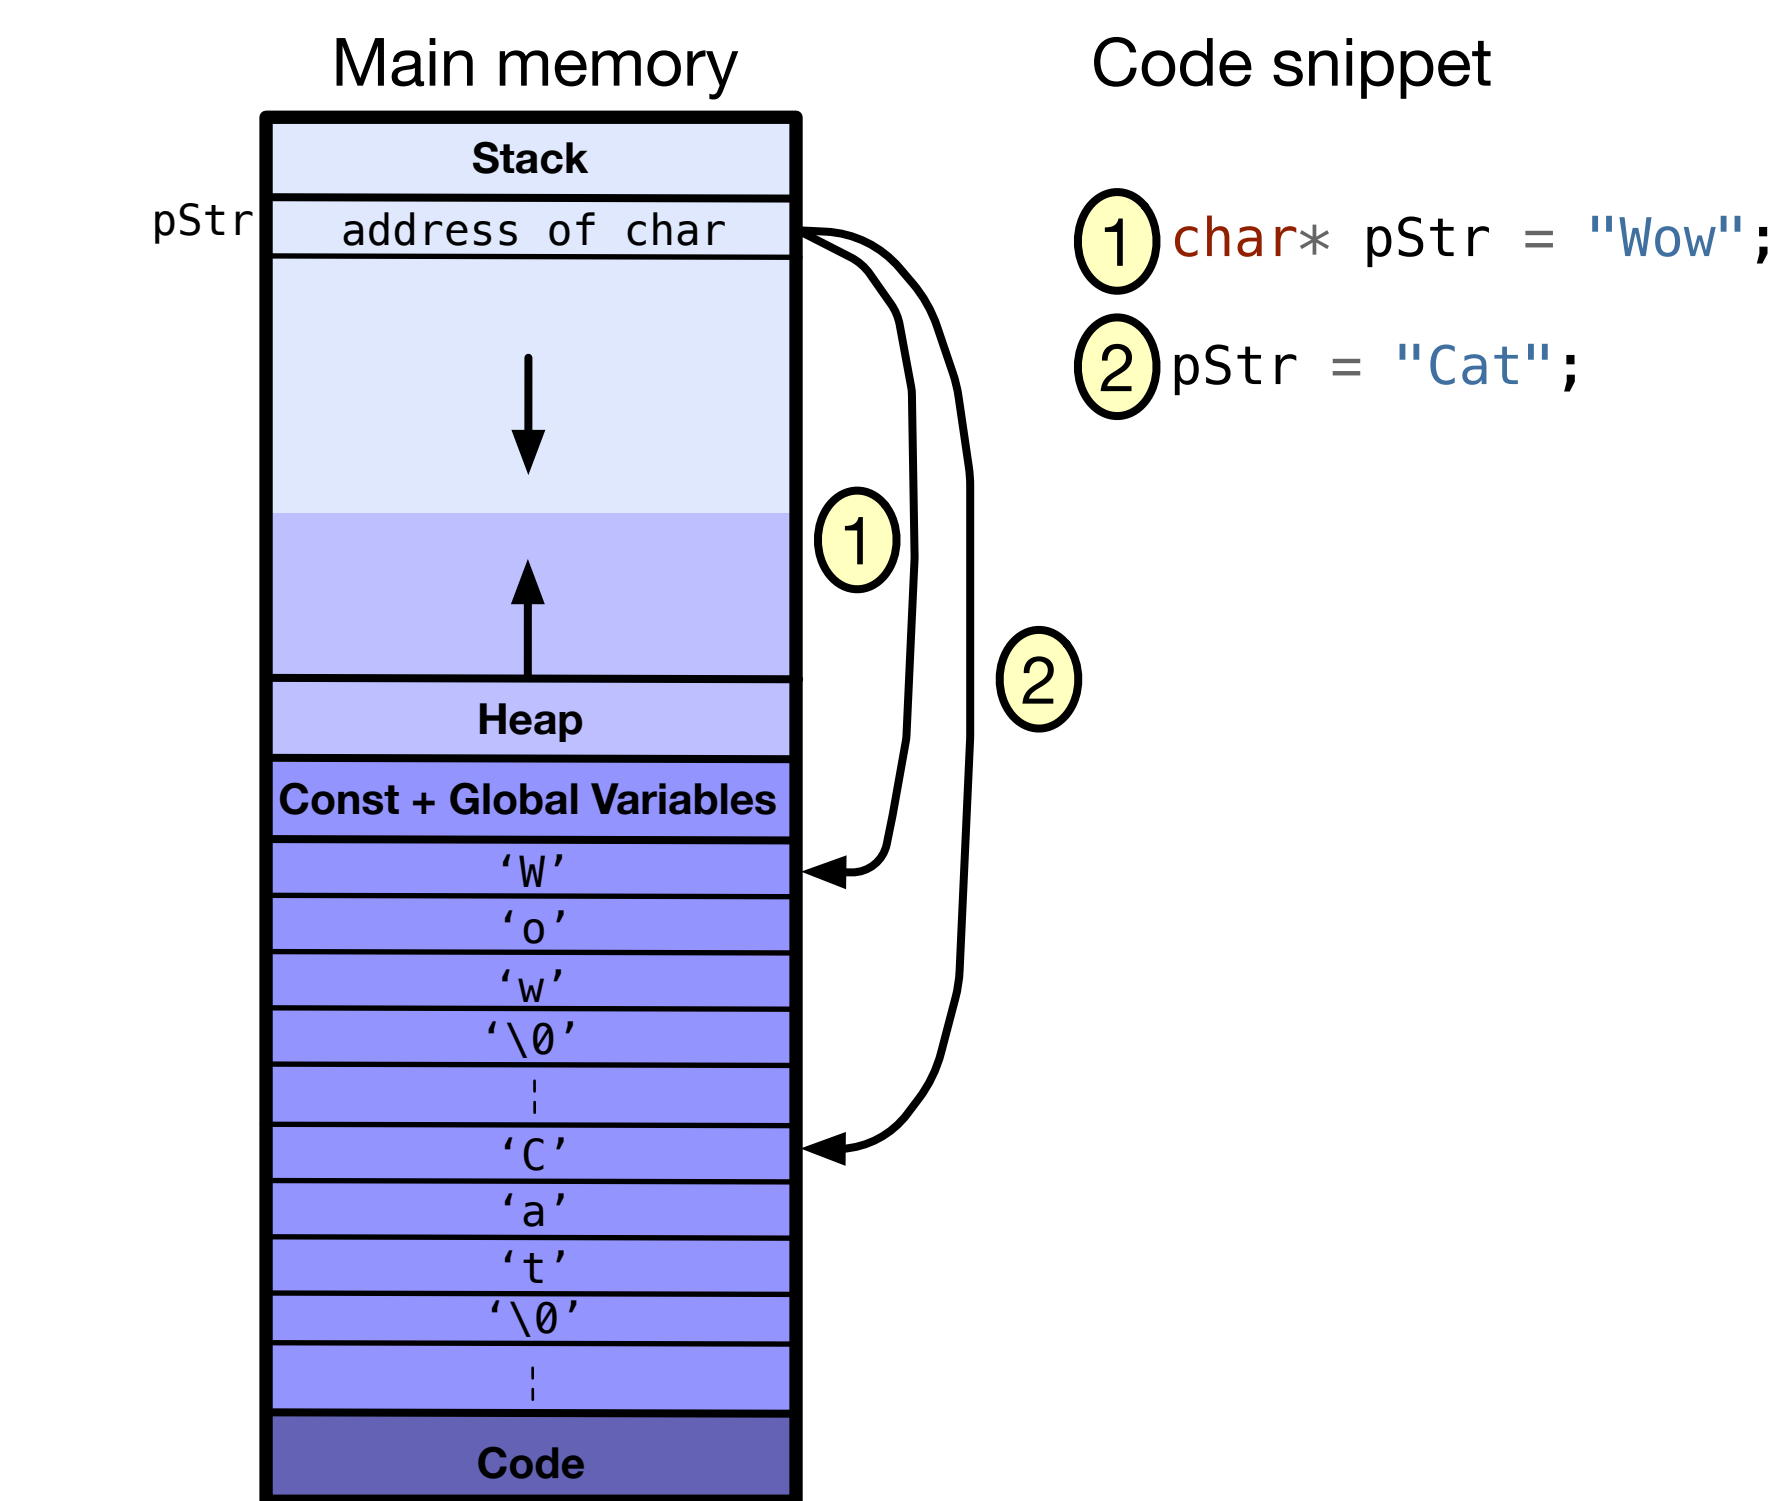 Main memory
Stack
pStr
address of char
Heap
Const + Global Variables
‘W’
‘o’
‘w’
‘\0’
‘C’
‘a’
‘t’
‘\0’
Code
1
2
Code snippet
1 char* pStr = "Wow";
2 pStr = "Cat";